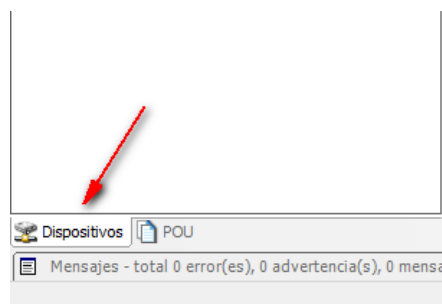 Dispositivos POU
Mensajes - total 0 error(es), 0 advertencia(s), 0 mensa